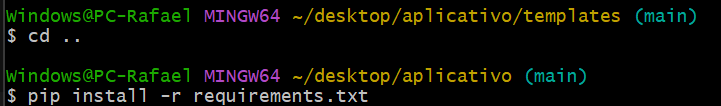 Windows@PC-Rafael MINGW64 ~/desktop/aplicativo/templates (main)
$ cd ..
Windows@PC-Rafael MINGW64 ~/desktop/aplicativo (main)
$ pip install -r requirements.txt